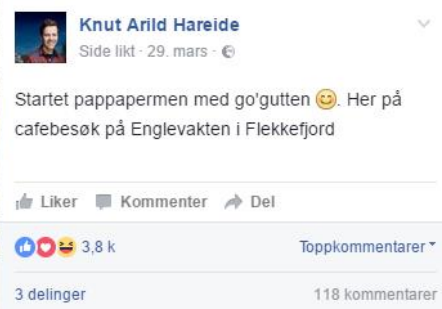 Knut Arild Hareide
Side likt · 29. mars ·
Startet pappapermen med go'gutten 😊. Her på
cafebesøk på Englevakten i Flekkefjord
Liker Kommenter Del
3,8 k Toppkommentarer
3 delinger 118 kommentarer